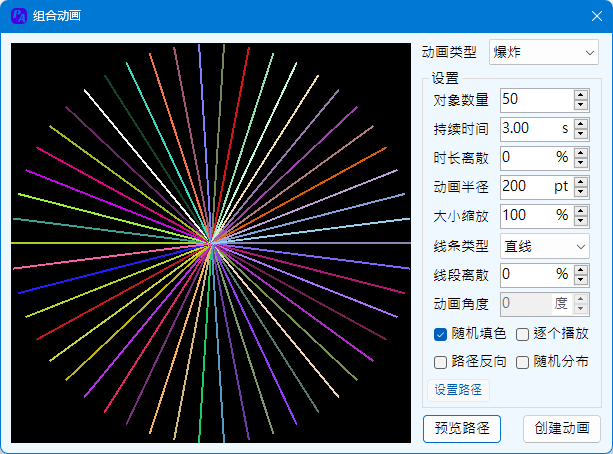 PA 组合动画
动画类型 爆炸
设置
对象数量 50
持续时间 3.00 s
时长离散 0 %
动画半径 200 pt
大小缩放 100 %
线条类型 直线
线段离散 0 %
动画角度 0 度
随机填色 逐个播放
路径反向 随机分布
设置路径
预览路径 创建动画